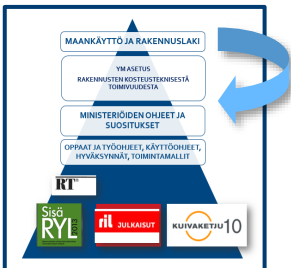 MAANKÄYTTÖ JA RAKENNUSLAKI
YM ASETUS
RAKENNUSTEN KOSTEUSTEKNISESTÄ
TOIMIVUUDESTA
MINISTERIÖIDEN OHJEET JA
SUOSITUKSET
OPPAAT JA TYÖOHJEET, KÄYTTÖOHJEET,
HYVÄKSYNNÄT, TOIMINTAMALLIT
RT
Sisä
RYL
2013
ril JULKAISUT
KUIVAKETJU10